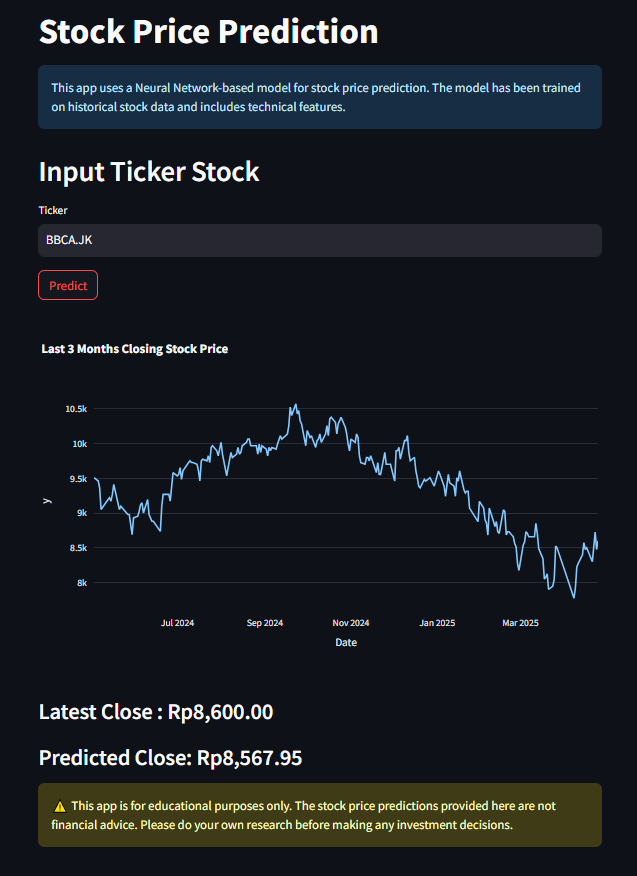 Stock Price Prediction
This app uses a Neural Network-based model for stock price prediction. The model has been trained
on historical stock data and includes technical features.
Input Ticker Stock
Ticker
BBCA.JK
Predict
Last 3 Months Closing Stock Price
10.5k
10k
9.5k
9k
8.5k
8k
y
Jul 2024 Sep 2024 Nov 2024 Jan 2025 Mar 2025
Date
Latest Close : Rp8,600.00
Predicted Close: Rp8,567.95
⚠️ This app is for educational purposes only. The stock price predictions provided here are not
financial advice. Please do your own research before making any investment decisions.